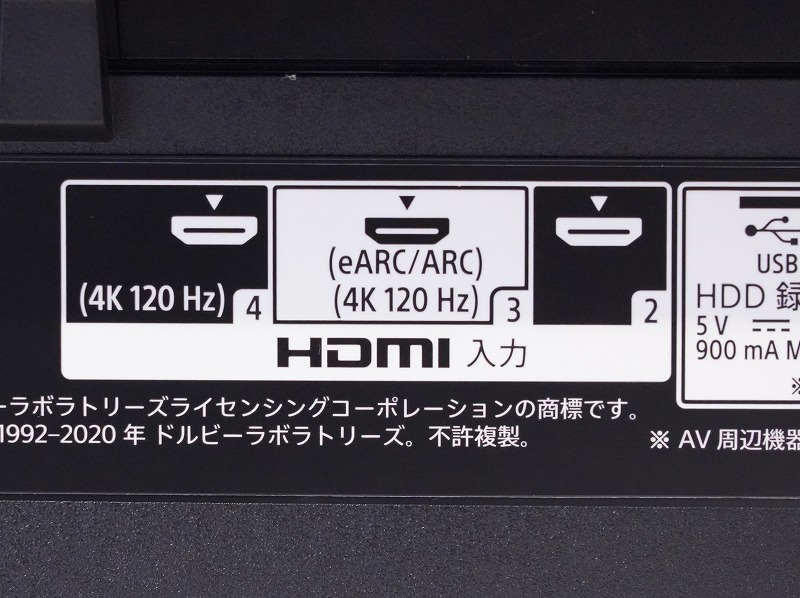 (4K 120 Hz) 4
(eARC/ARC)
(4K 120 Hz) 3
2
HDMI 入力
USB
HDD 録
5 V
900 mA M
※
ーラボラトリーズライセンシングコーポレーションの商標です。
1992–2020 年 ドルビーラボラトリーズ。不許複製。
※ AV 周辺機器